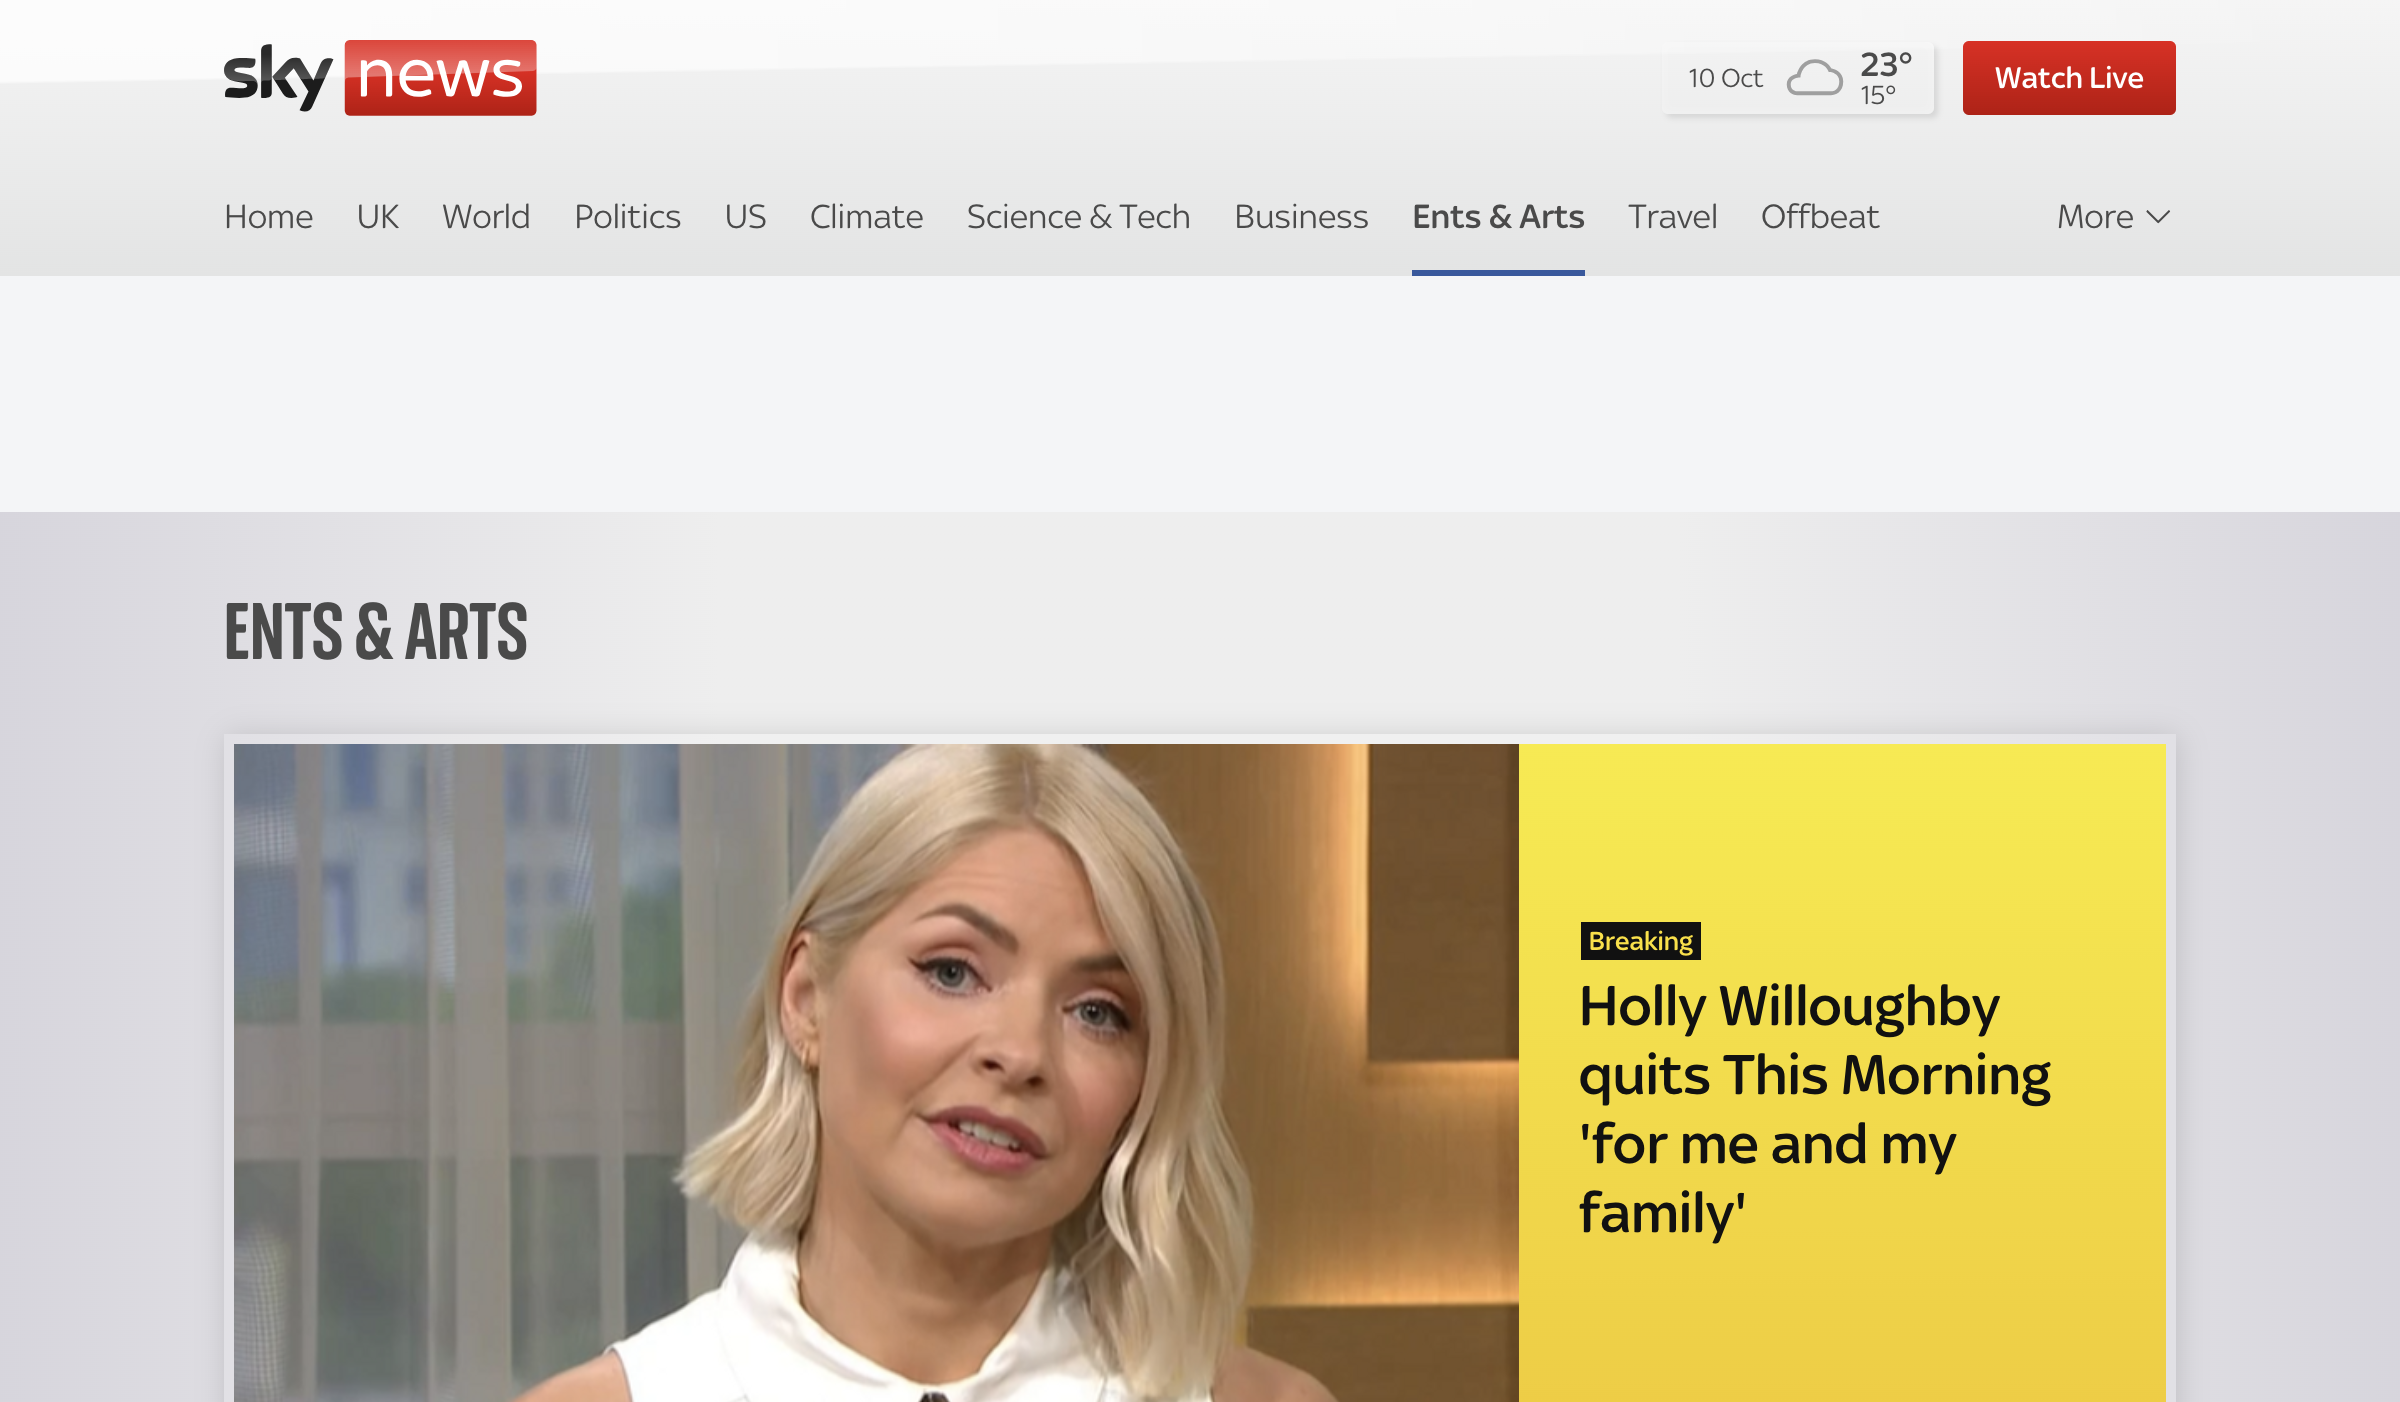 sky news
10 Oct
23°
15°
Watch Live
Home UK World Politics US Climate Science & Tech Business Ents & Arts Travel Offbeat More
ENTS & ARTS
Breaking
Holly Willoughby
quits This Morning
'for me and my
family'